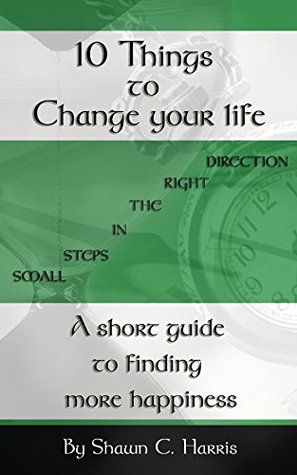 10 Things
to
Change your life
SMALL
STEPS
IN
THE
RIGHT
DIRECTION
A short guide
to finding
more happiness
By Shawn C. Harris